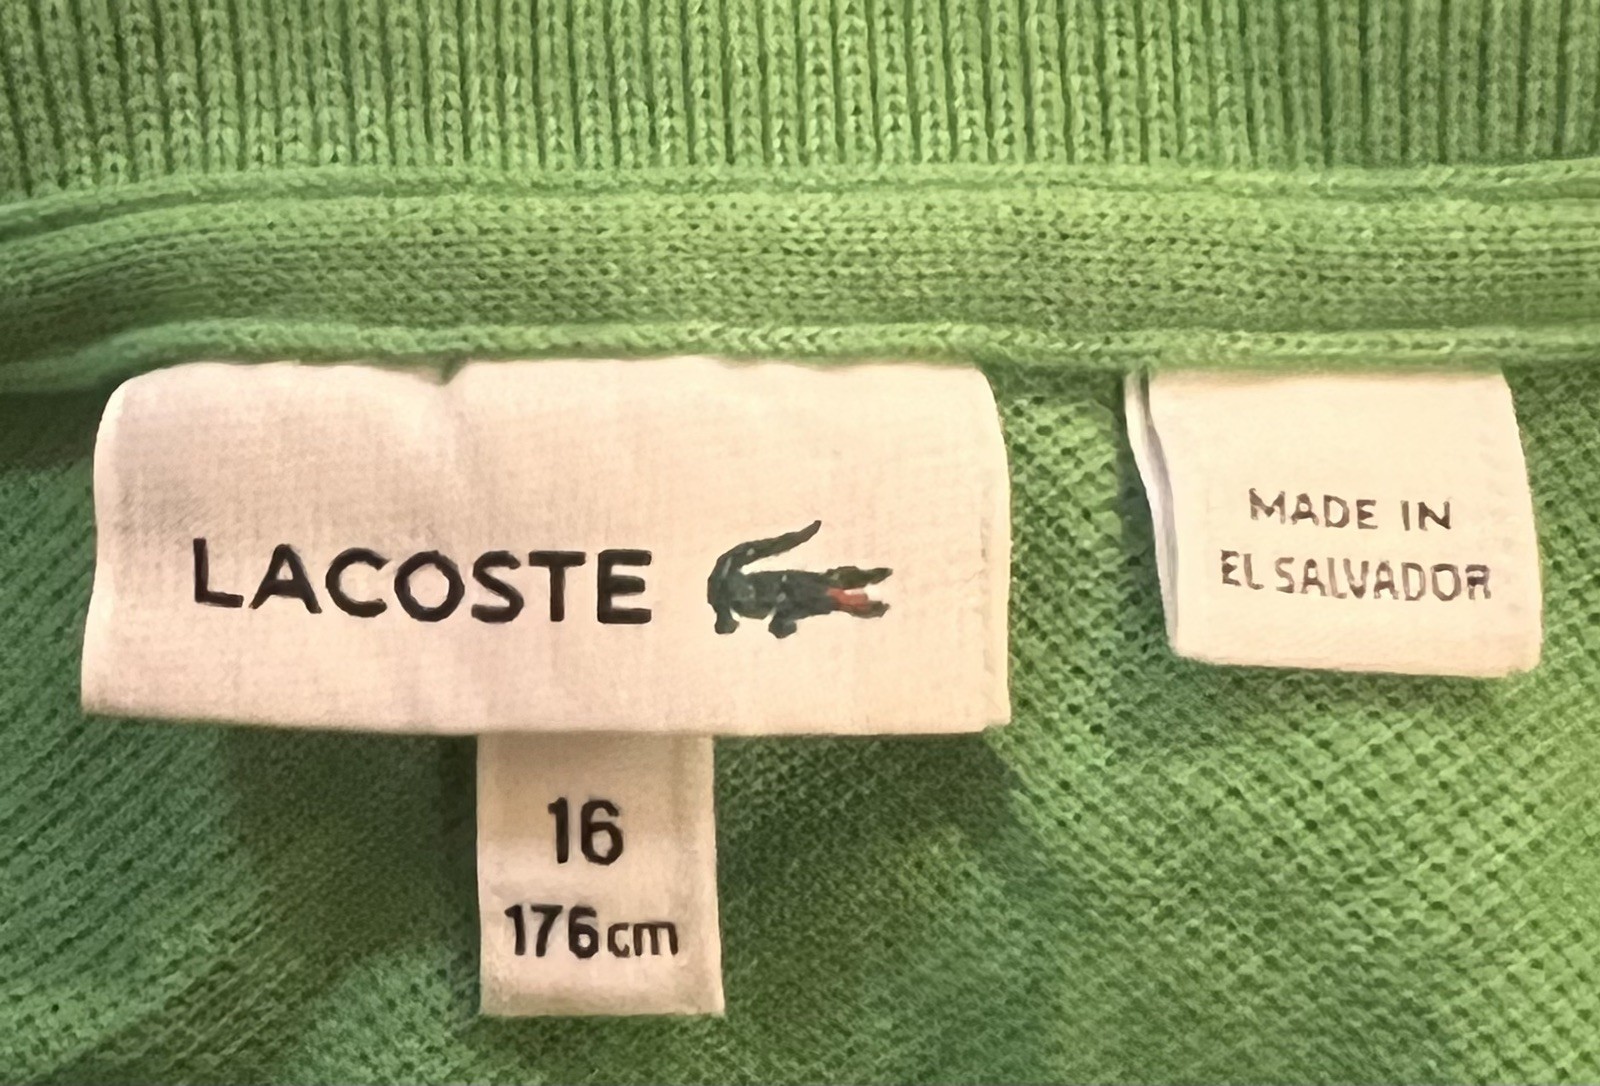 LACOSTE
16
176cm
MADE IN
EL SALVADOR